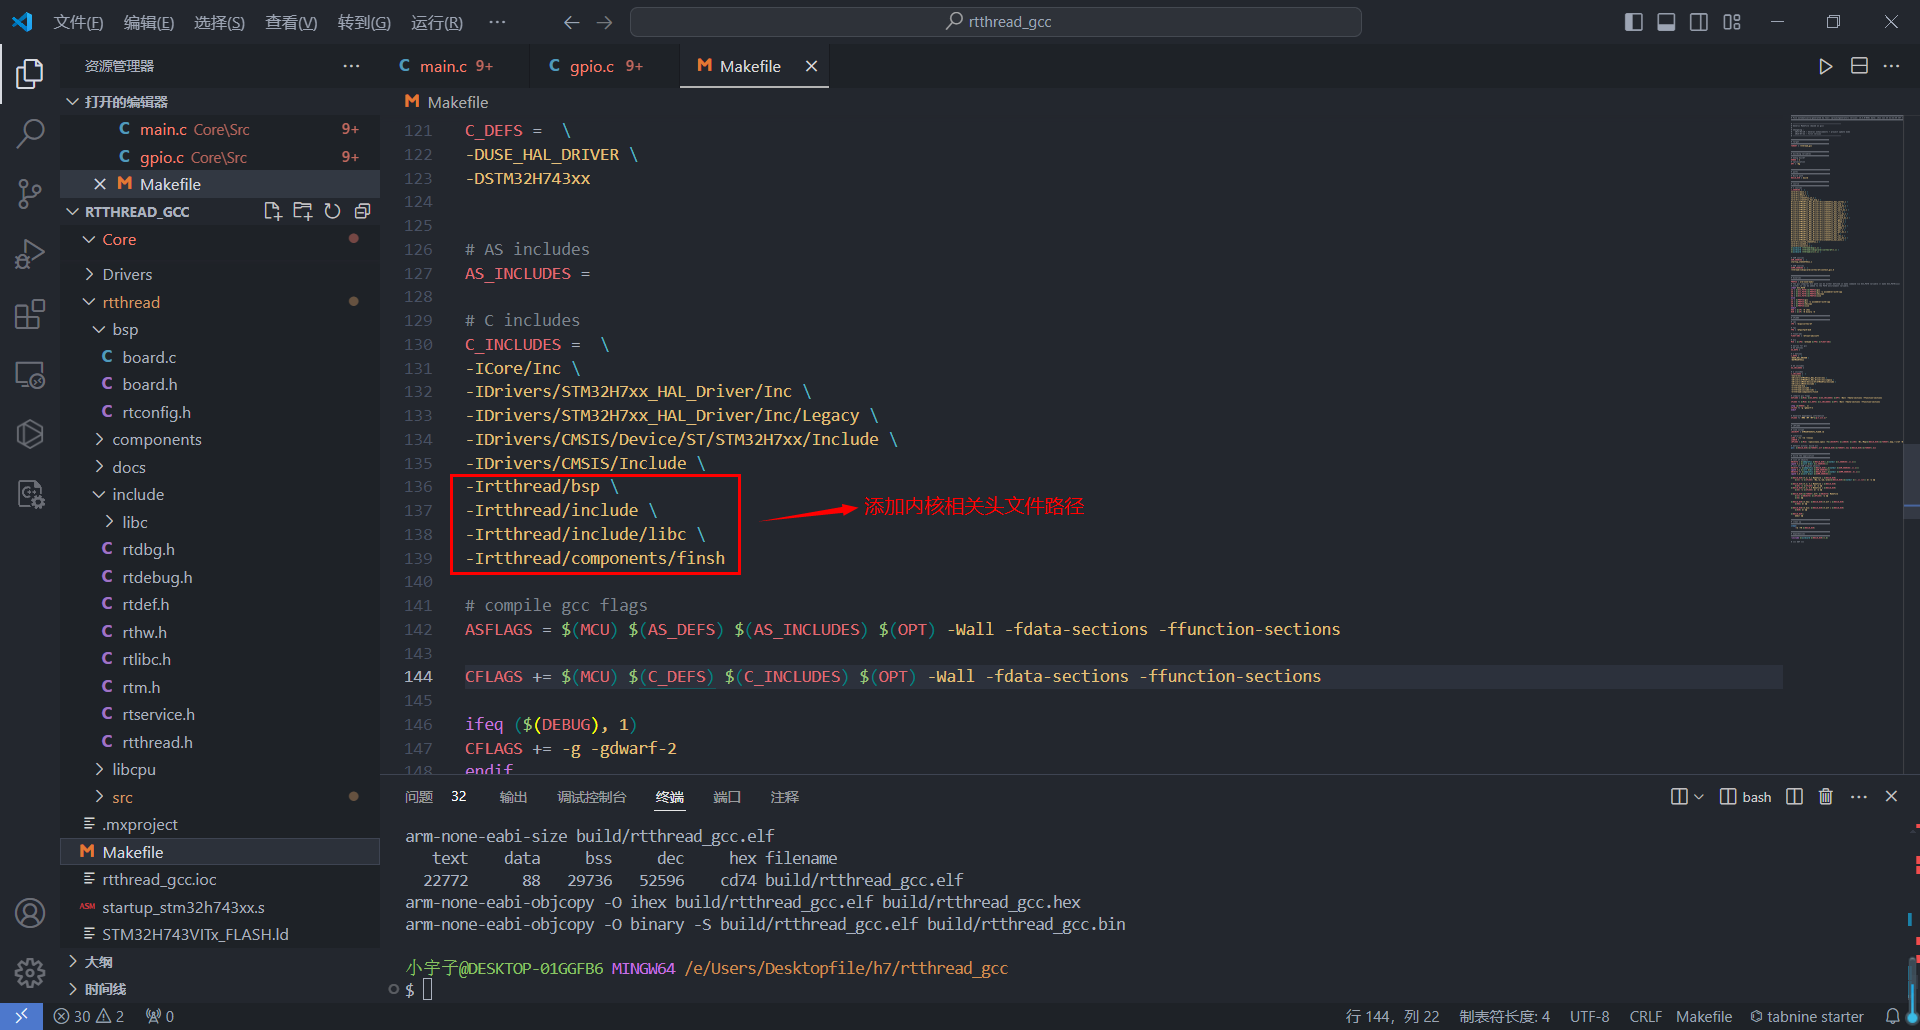 文件(F) 编辑(E) 选择(S) 查看(V) 转到(G) 运行(R) ··· rtthread_gcc
资源管理器 ···
打开的编辑器
main.c Core\Src 9+
gpio.c Core\Src 9+
Makefile
RTTHREAD_GCC
Core
Drivers
rtthread
bsp
C board.c
C board.h
C rtconfig.h
components
docs
include
libc
C rtdbg.h
C rtdebug.h
C rtdef.h
C rthw.h
C rtlibc.h
C rtm.h
C rtservice.h
C rtthread.h
libcpu
src
.mxproject
M Makefile
rtthread_gcc.ioc
ASM startup_stm32h743xx.s
STM32H743VITx_FLASH.ld
大纲
时间线
C main.c 9+ C gpio.c 9+ M Makefile
M Makefile
121 C_DEFS =  \
122 -DUSE_HAL_DRIVER \
123 -DSTM32H743xx
124
125
126 # AS includes
127 AS_INCLUDES =
128
129 # C includes
130 C_INCLUDES =  \
131 -ICore/Inc \
132 -IDrivers/STM32H7xx_HAL_Driver/Inc \
133 -IDrivers/STM32H7xx_HAL_Driver/Inc/Legacy \
134 -IDrivers/CMSIS/Device/ST/STM32H7xx/Include \
135 -IDrivers/CMSIS/Include \
136 -Irtthread/bsp \
137 -Irtthread/include \
添加内核相关头文件路径
138 -Irtthread/include/libc \
139 -Irtthread/components/finsh
140
141 # compile gcc flags
142 ASFLAGS = $(MCU) $(AS_DEFS) $(AS_INCLUDES) $(OPT) -Wall -fdata-sections -ffunction-sections
143
144 CFLAGS += $(MCU) $(C_DEFS) $(C_INCLUDES) $(OPT) -Wall -fdata-sections -ffunction-sections
145
146 ifeq ($(DEBUG), 1)
147 CFLAGS += -g -gdwarf-2
148 endif
问题 32 输出 调试控制台 终端 端口 注释 bash
arm-none-eabi-size build/rtthread_gcc.elf
text    data     bss     dec     hex filename
22772      88   29736   52596    cd74 build/rtthread_gcc.elf
arm-none-eabi-objcopy -O ihex build/rtthread_gcc.elf build/rtthread_gcc.hex
arm-none-eabi-objcopy -O binary -S build/rtthread_gcc.elf build/rtthread_gcc.bin
小宇子@DESKTOP-01GGFB6 MINGW64 /e/Users/Desktopfile/h7/rtthread_gcc
$
30 2 0 行 144，列 22 制表符长度: 4 UTF-8 CRLF Makefile tabnine starter